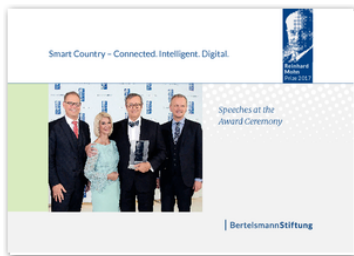 Smart Country – Connected. Intelligent. Digital.
Reinhard
Mohn
Prize 2017
Speeches at the
Award Ceremony
BertelsmannStiftung